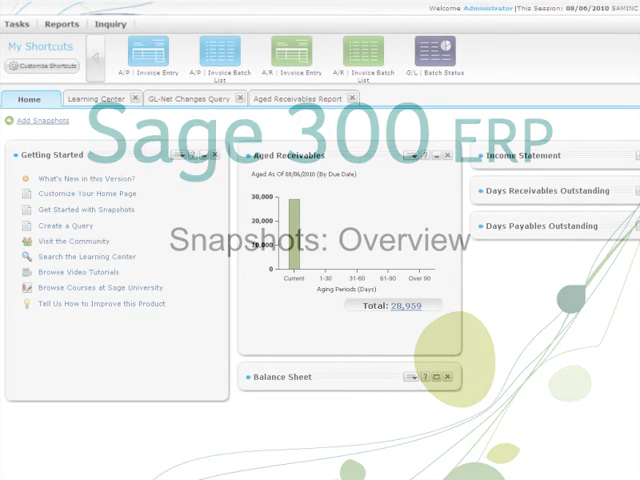 Welcome Administrator | This Session: 08/06/2010 SAMINC
Tasks Reports Inquiry
My Shortcuts
Customize Shortcuts
A/P | Invoice Entry
A/P | Invoice Batch List
A/R | Invoice Entry
A/R | Invoice Batch List
G/L | Batch Status
Home
Learning Center
GL-Net Changes Query
Aged Receivables Report
Add Snapshots
Sage 300 ERP
Getting Started
What's New in this Version?
Customize Your Home Page
Get Started with Snapshots
Create a Query
Visit the Community
Search the Learning Center
Browse Video Tutorials
Browse Courses at Sage University
Tell Us How to Improve this Product
Snapshots: Overview
Aged Receivables
Aged As Of 08/06/2010 (By Due Date)
30,000
20,000
10,000
0
Current 1-30 31-60 61-90 Over 90
Aging Periods (Days)
Total: 28,959
Balance Sheet
Income Statement
Days Receivables Outstanding
Days Payables Outstanding